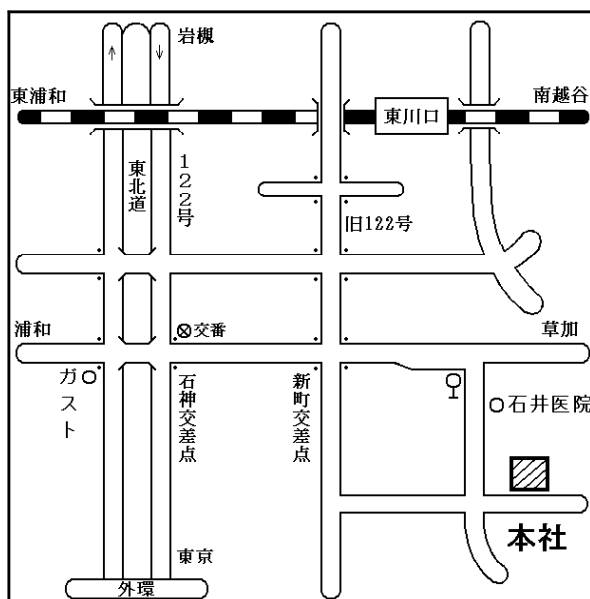 岩槻
東浦和
南越谷
東川口
東北道
122号
旧122号
浦和
交番
草加
ガスト
石神交差点
新町交差点
石井医院
本社
東京
外環